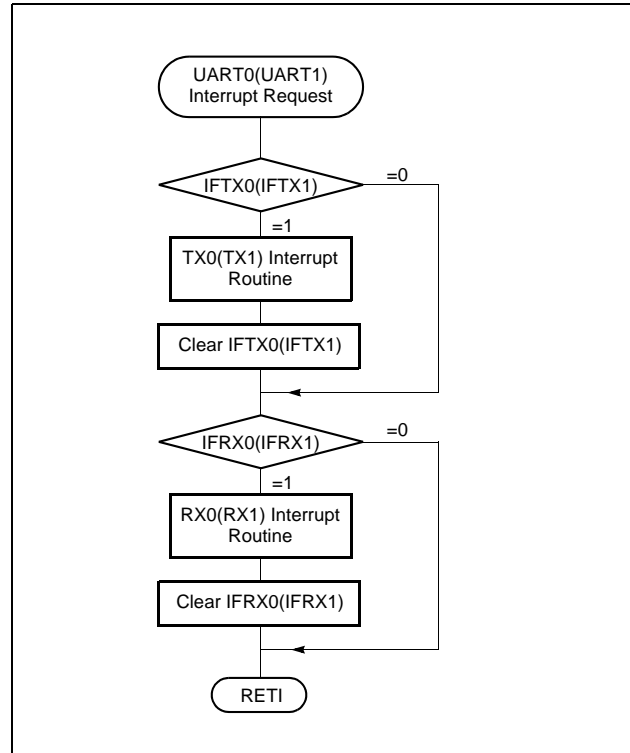 UART0(UART1)
Interrupt Request
IFTX0(IFTX1)
=0
=1
TX0(TX1) Interrupt
Routine
Clear IFTX0(IFTX1)
IFRX0(IFRX1)
=0
=1
RX0(RX1) Interrupt
Routine
Clear IFRX0(IFRX1)
RETI